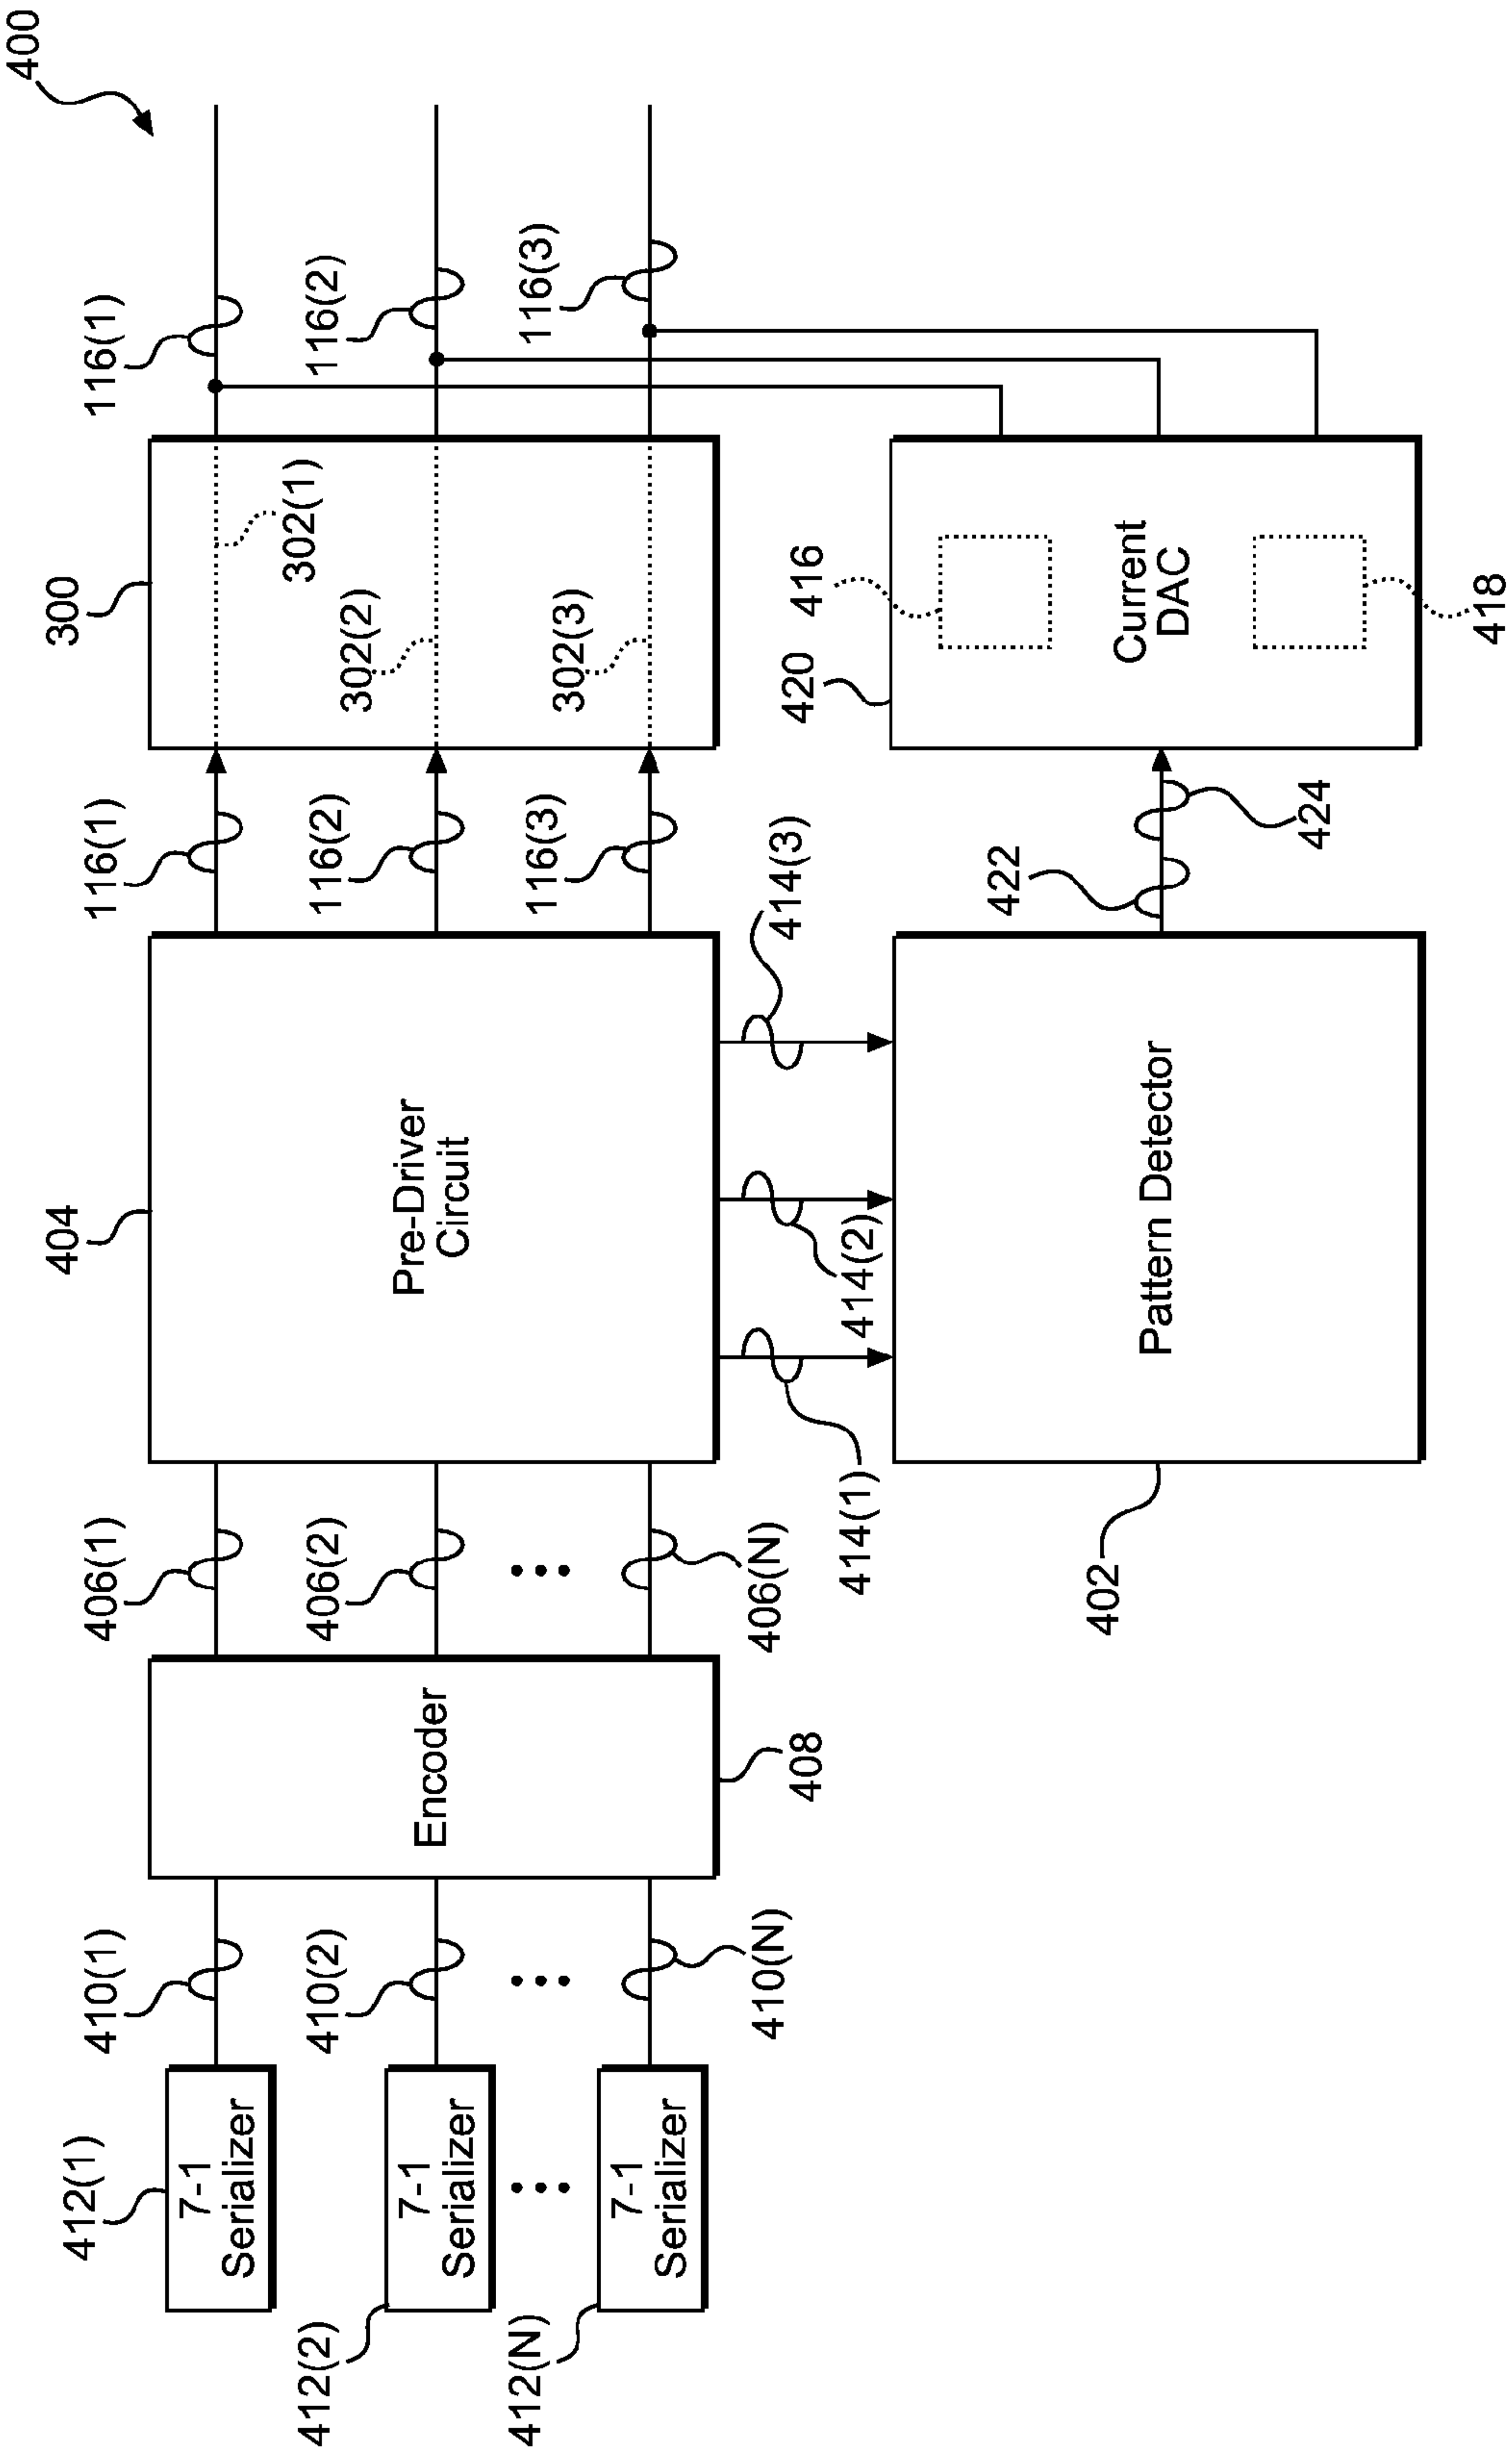 400
412(1)
7-1
Serializer
412(2)
7-1
Serializer
412(N)
7-1
Serializer
410(1)
410(2)
410(N)
Encoder
408
406(1)
406(2)
406(N)
404
Pre-Driver
Circuit
116(1)
116(2)
116(3)
300
302(1)
302(2)
302(3)
116(1)
116(2)
116(3)
414(1)
414(2)
414(3)
402
Pattern Detector
422
424
420
416
Current
DAC
418